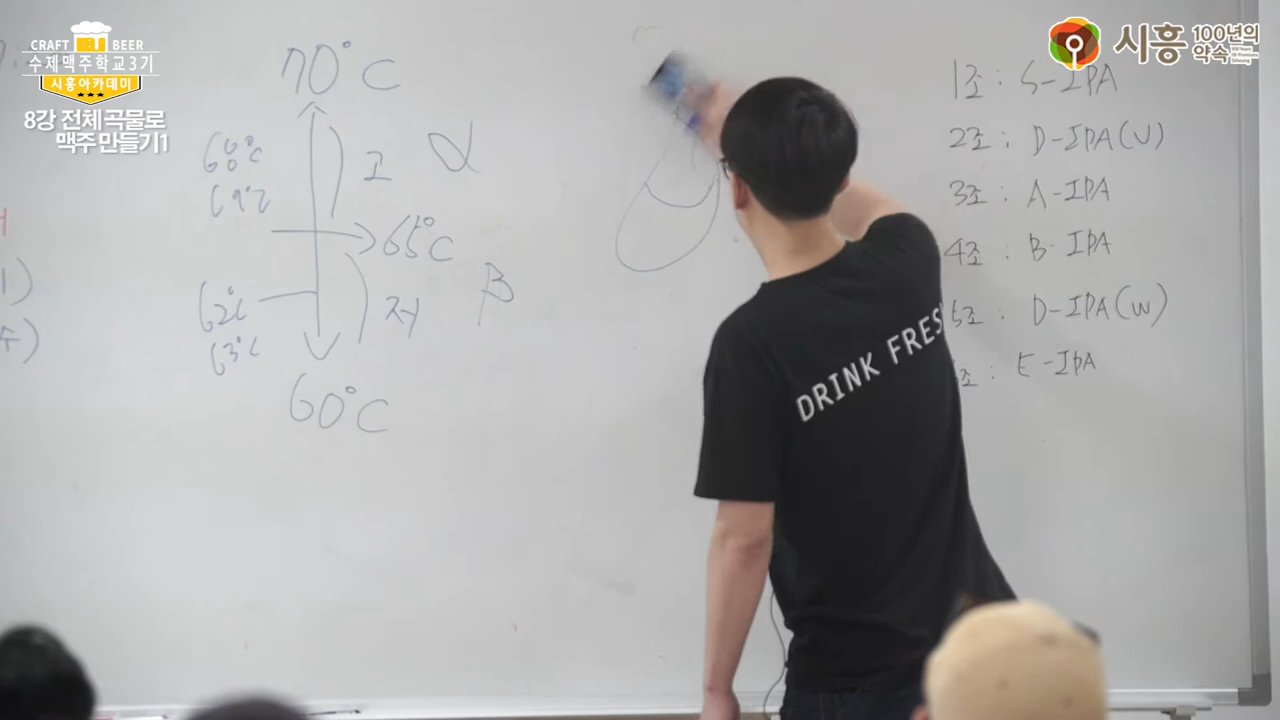 CRAFT BEER
수제맥주학교3기
시흥아카데미
8강 전체곡물로
맥주만들기1
시흥 100년의
약속
70°C
68°C
69°C
고 α
65°C
62°C
63°C
저 β
60°C
1조 : S-IPA
2조 : D-IPA(U)
3조 : A-IPA
4조 : B-IPA
5조 : D-IPA(W)
조 : E-IPA
DRINK FRES